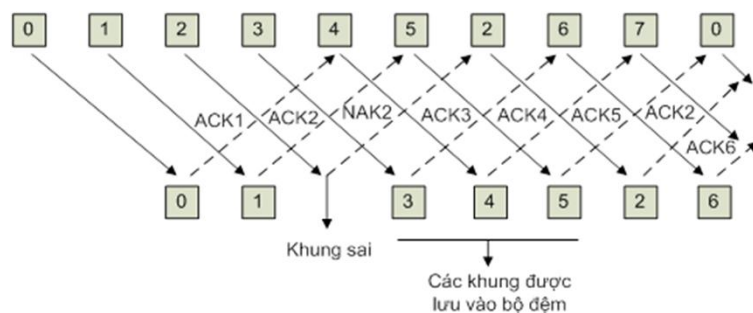 0 1 2 3 4 5 2 6 7 0
ACK1 ACK2 NAK2 ACK3 ACK4 ACK5 ACK2
ACK6
0 1 3 4 5 2 6
Khung sai
Các khung được
lưu vào bộ đệm